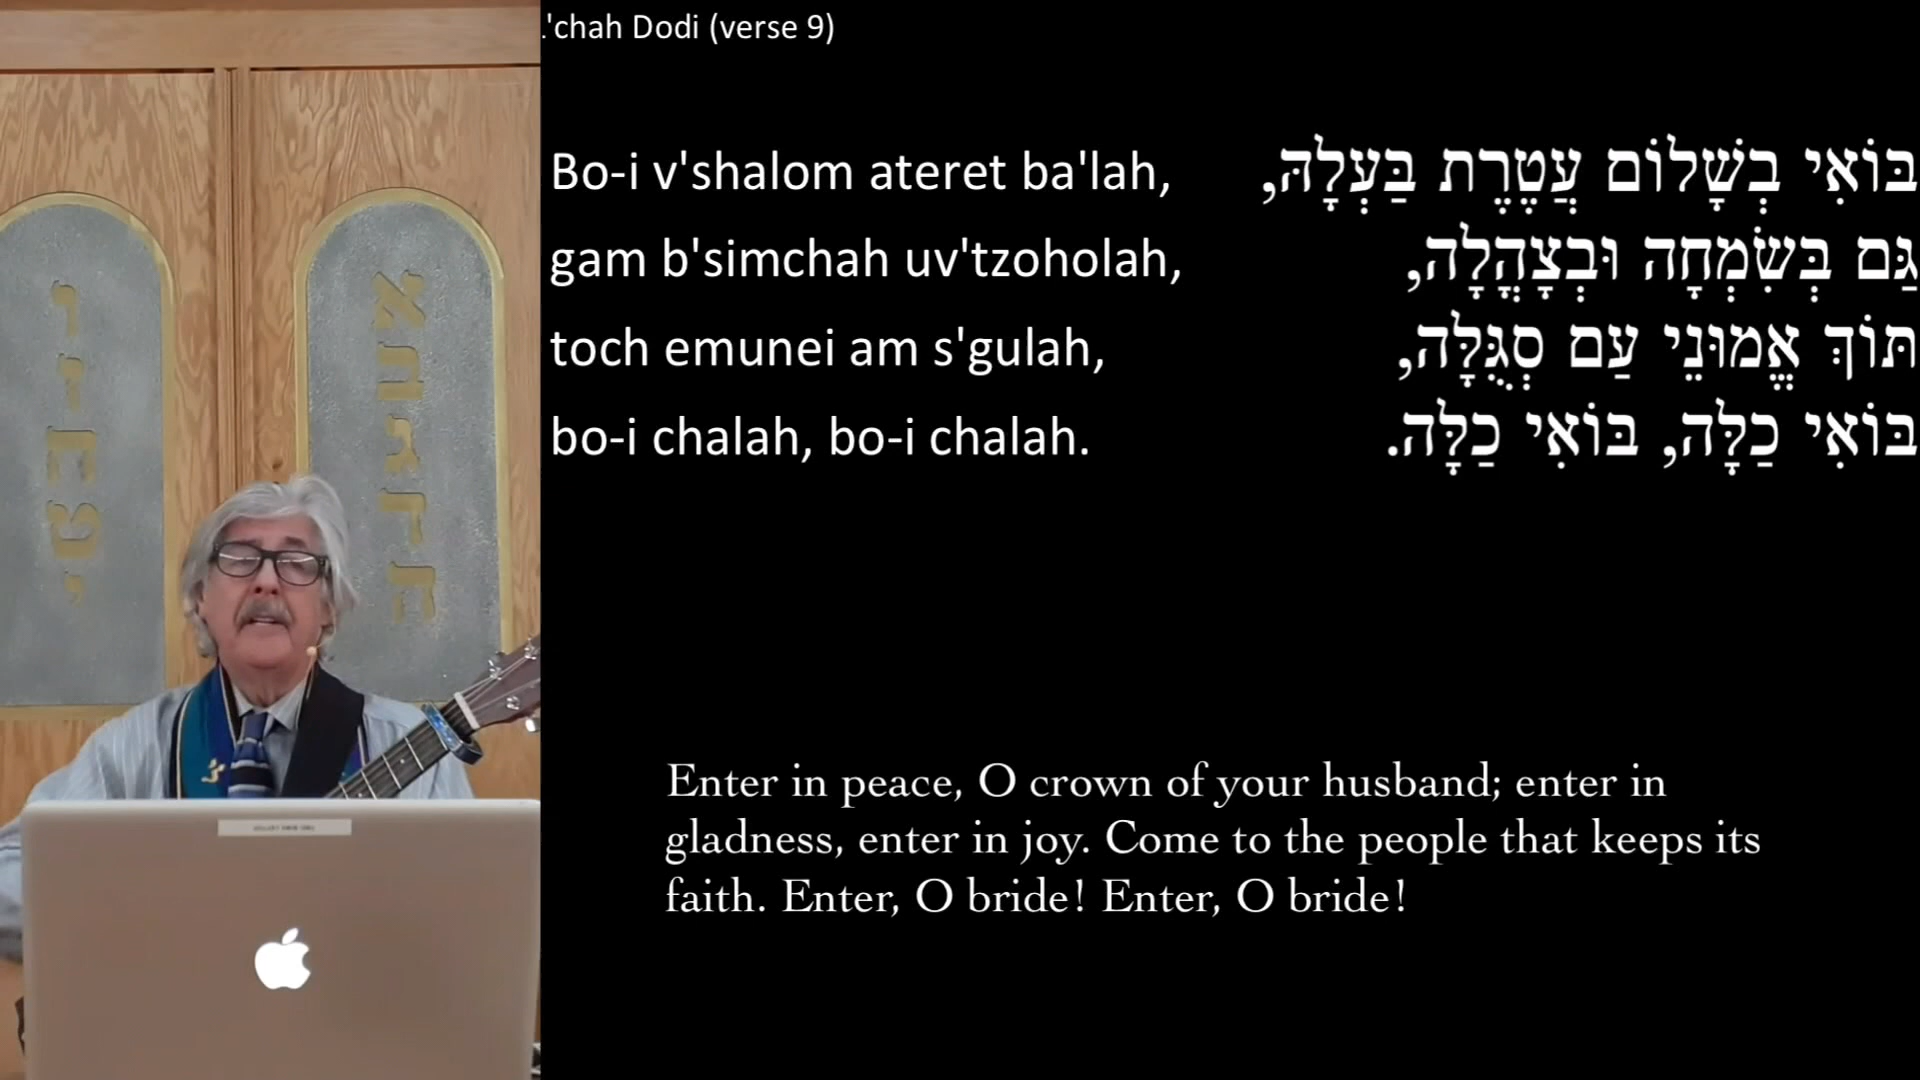 .'chah Dodi (verse 9)
Bo-i v'shalom ateret ba'lah,
gam b'simchah uv'tzoholah,
toch emunei am s'gulah,
bo-i chalah, bo-i chalah.
בּוֹאִי בְשָׁלוֹם עֲטֶרֶת בַּעְלָהּ,
גַּם בְּשִׂמְחָה וּבְצָהֳלָה,
תּוֹךְ אֱמוּנֵי עַם סְגֻלָּה,
בּוֹאִי כַלָּה, בּוֹאִי כַלָּה.
Enter in peace, O crown of your husband; enter in
gladness, enter in joy. Come to the people that keeps its
faith. Enter, O bride! Enter, O bride!
א
ב
ג
ד
ה
ו
ז
ח
ט
י